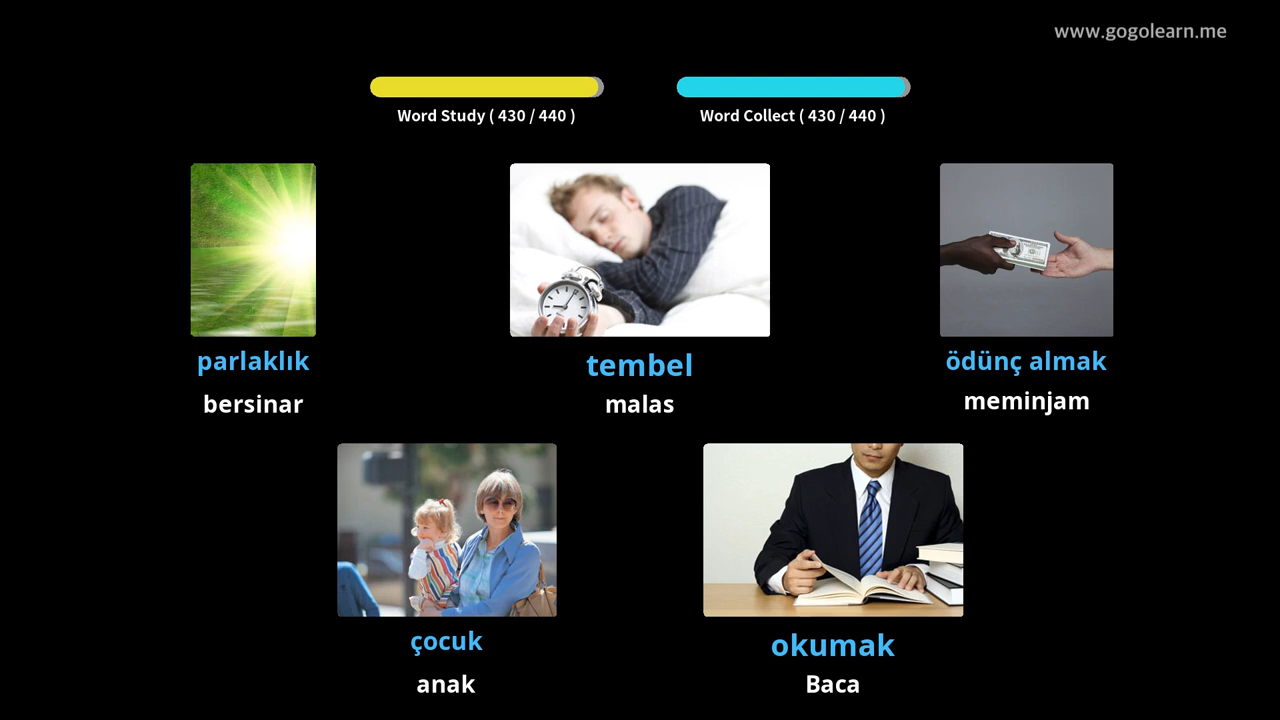 www.gogolearn.me
Word Study ( 430 / 440 )
Word Collect ( 430 / 440 )
parlaklık
bersinar
tembel
malas
ödünç almak
meminjam
çocuk
anak
okumak
Baca